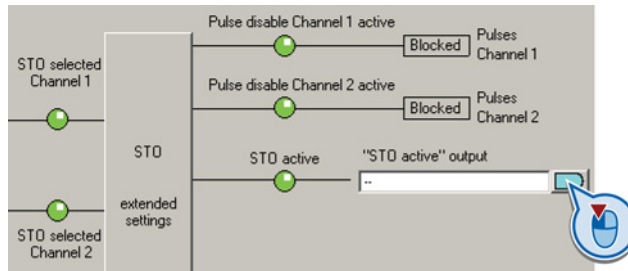 Pulse disable Channel 1 active
Blocked
Pulses
Channel 1
STO selected
Channel 1
Pulse disable Channel 2 active
Blocked
Pulses
Channel 2
STO
extended
settings
STO active
"STO active" output
--
STO selected
Channel 2